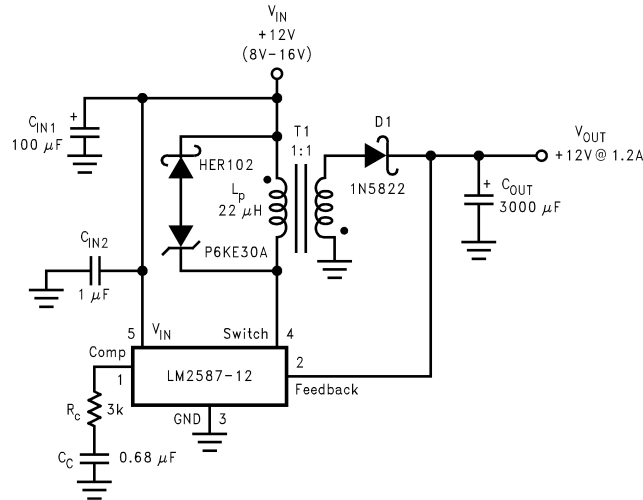 V_IN
+12V
(8V–16V)
C_IN1
+
100 µF
HER102
T1
1:1
D1
V_OUT
+12V @ 1.2A
L_p
22 µH
1N5822
+
C_OUT
3000 µF
C_IN2
1 µF
P6KE30A
5
V_IN
Switch
4
Comp
1
LM2587-12
2
Feedback
GND
3
R_c
3k
C_C
0.68 µF